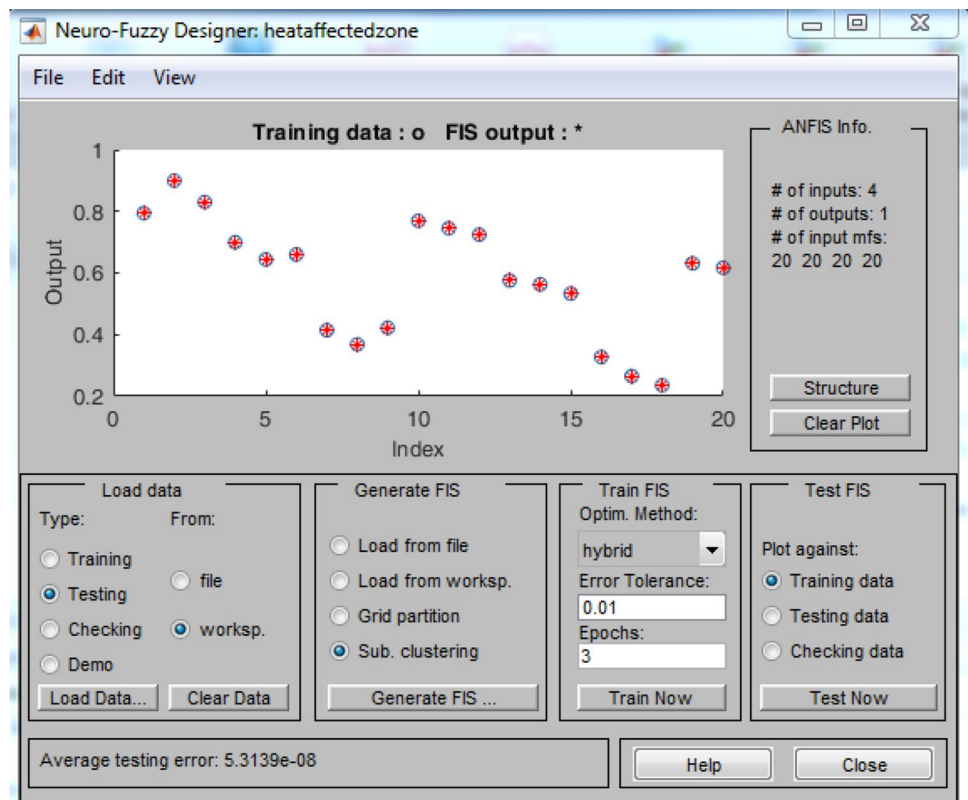 Neuro-Fuzzy Designer: heataffectedzone
File Edit View
Training data : o FIS output : *
1
0.8
0.6
0.4
0.2
Output
0 5 10 15 20
Index
ANFIS Info.
# of inputs: 4
# of outputs: 1
# of input mfs:
20 20 20 20
Structure
Clear Plot
Load data
Type: From:
Training
file
Testing
Checking
worksp.
Demo
Load Data... Clear Data
Generate FIS
Load from file
Load from worksp.
Grid partition
Sub. clustering
Generate FIS ...
Train FIS
Optim. Method:
hybrid
Error Tolerance:
0.01
Epochs:
3
Train Now
Test FIS
Plot against:
Training data
Testing data
Checking data
Test Now
Average testing error: 5.3139e-08
Help Close